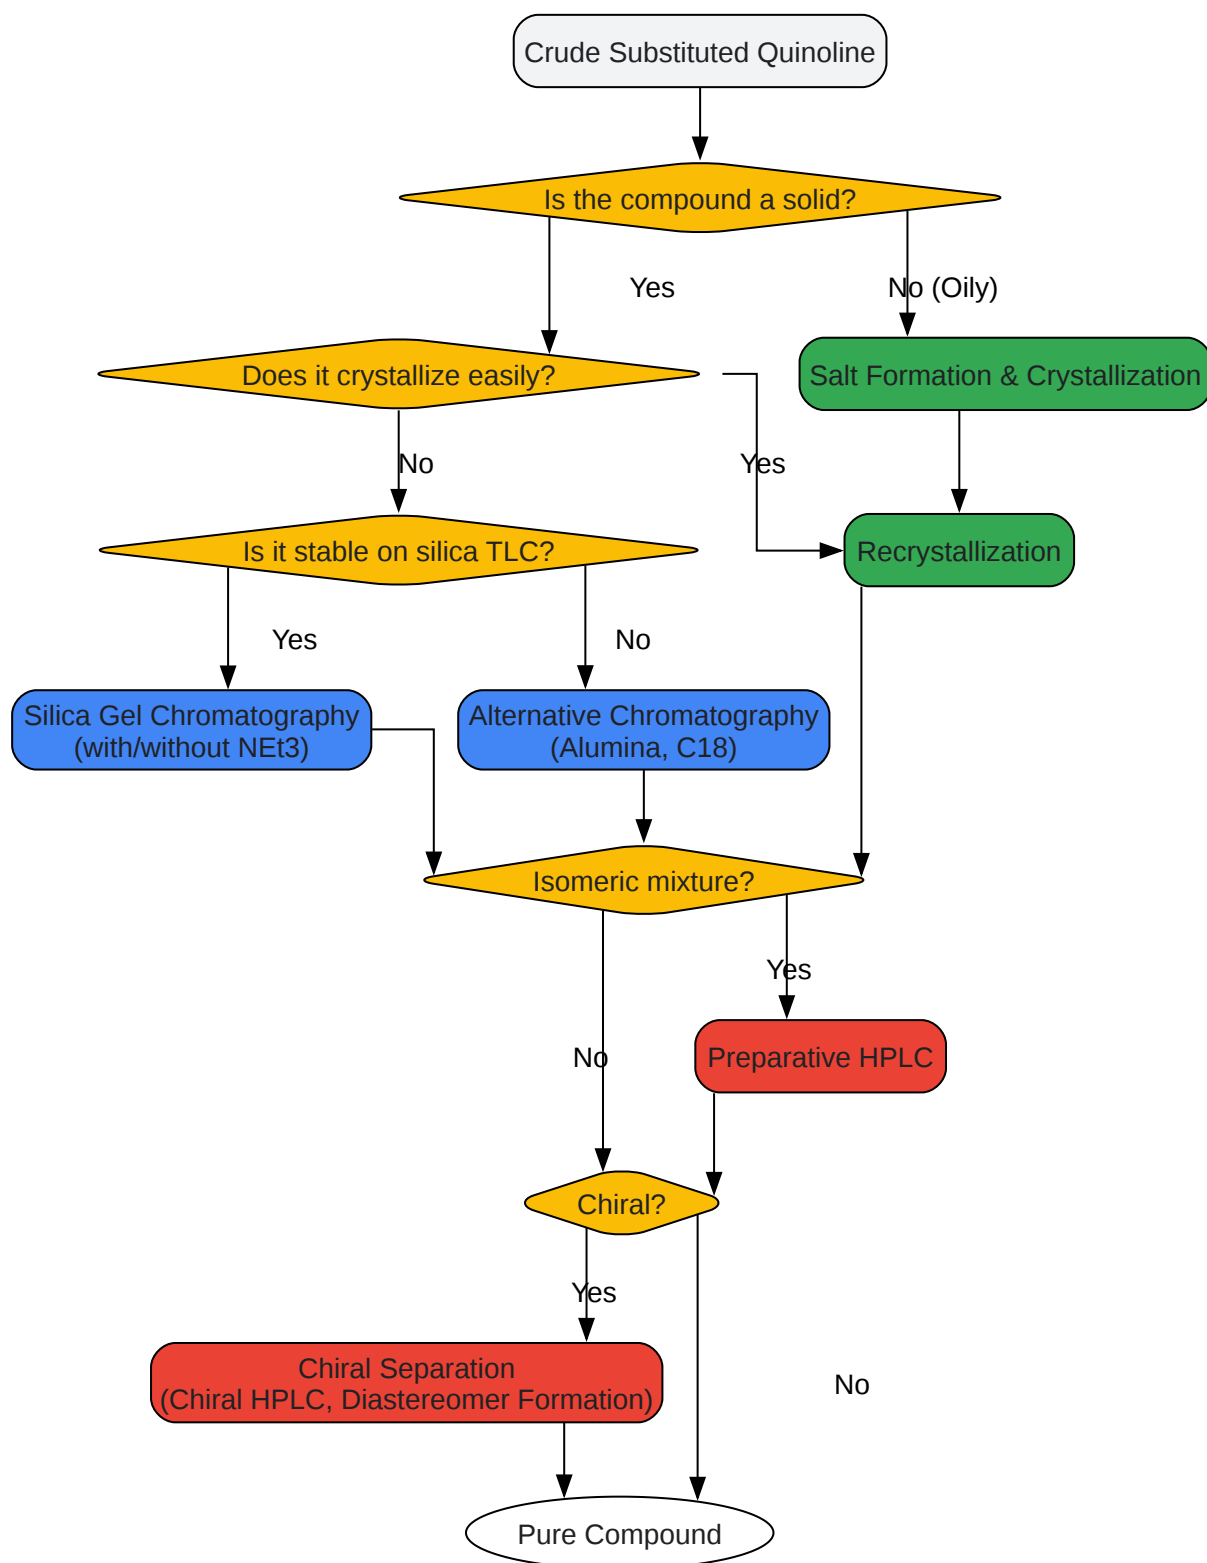 Crude Substituted Quinoline
Is the compound a solid?
Yes
No (Oily)
Does it crystallize easily?
Salt Formation & Crystallization
No
Yes
Is it stable on silica TLC?
Recrystallization
Yes
No
Silica Gel Chromatography
(with/without NEt3)
Alternative Chromatography
(Alumina, C18)
Isomeric mixture?
Yes
No
Preparative HPLC
Chiral?
Yes
Chiral Separation
(Chiral HPLC, Diastereomer Formation)
No
Pure Compound